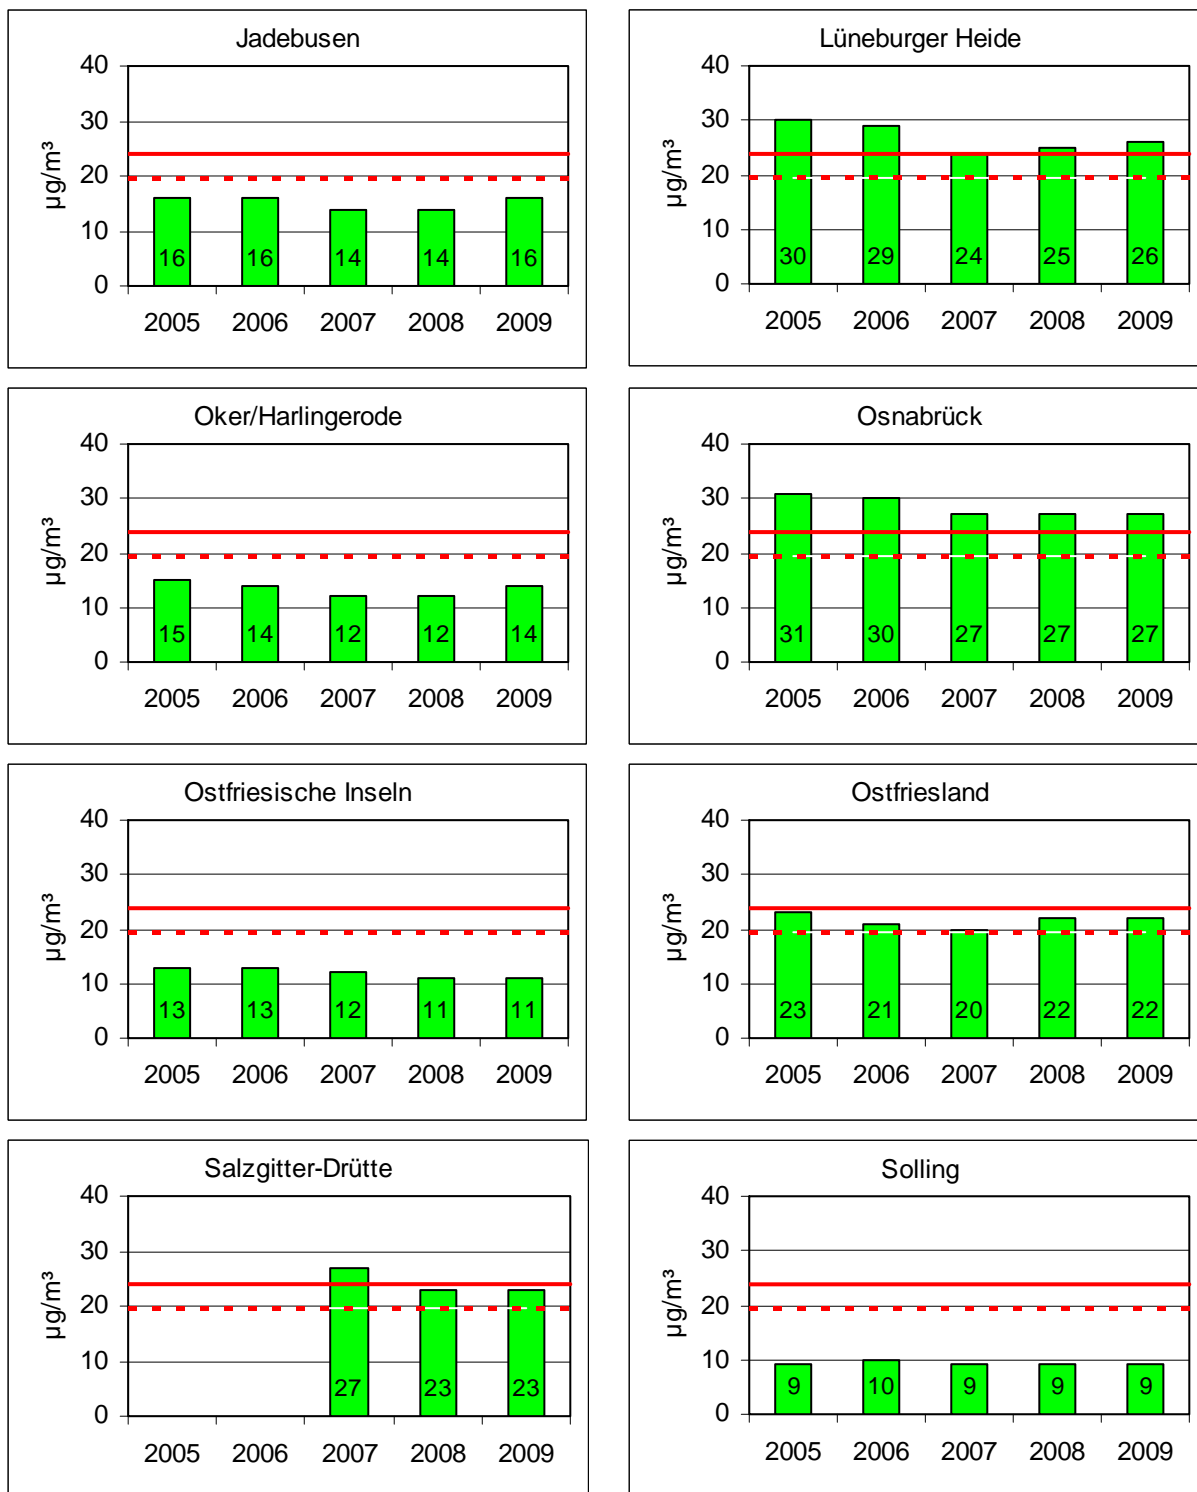 Jadebusen
40
30
20
10
0
µg/m³
16 16 14 14 16
2005 2006 2007 2008 2009
Lüneburger Heide
40
30
20
10
0
µg/m³
30 29 24 25 26
2005 2006 2007 2008 2009
Oker/Harlingerode
40
30
20
10
0
µg/m³
15 14 12 12 14
2005 2006 2007 2008 2009
Osnabrück
40
30
20
10
0
µg/m³
31 30 27 27 27
2005 2006 2007 2008 2009
Ostfriesische Inseln
40
30
20
10
0
µg/m³
13 13 12 11 11
2005 2006 2007 2008 2009
Ostfriesland
40
30
20
10
0
µg/m³
23 21 20 22 22
2005 2006 2007 2008 2009
Salzgitter-Drütte
40
30
20
10
0
µg/m³
27 23 23
2005 2006 2007 2008 2009
Solling
40
30
20
10
0
µg/m³
9 10 9 9 9
2005 2006 2007 2008 2009